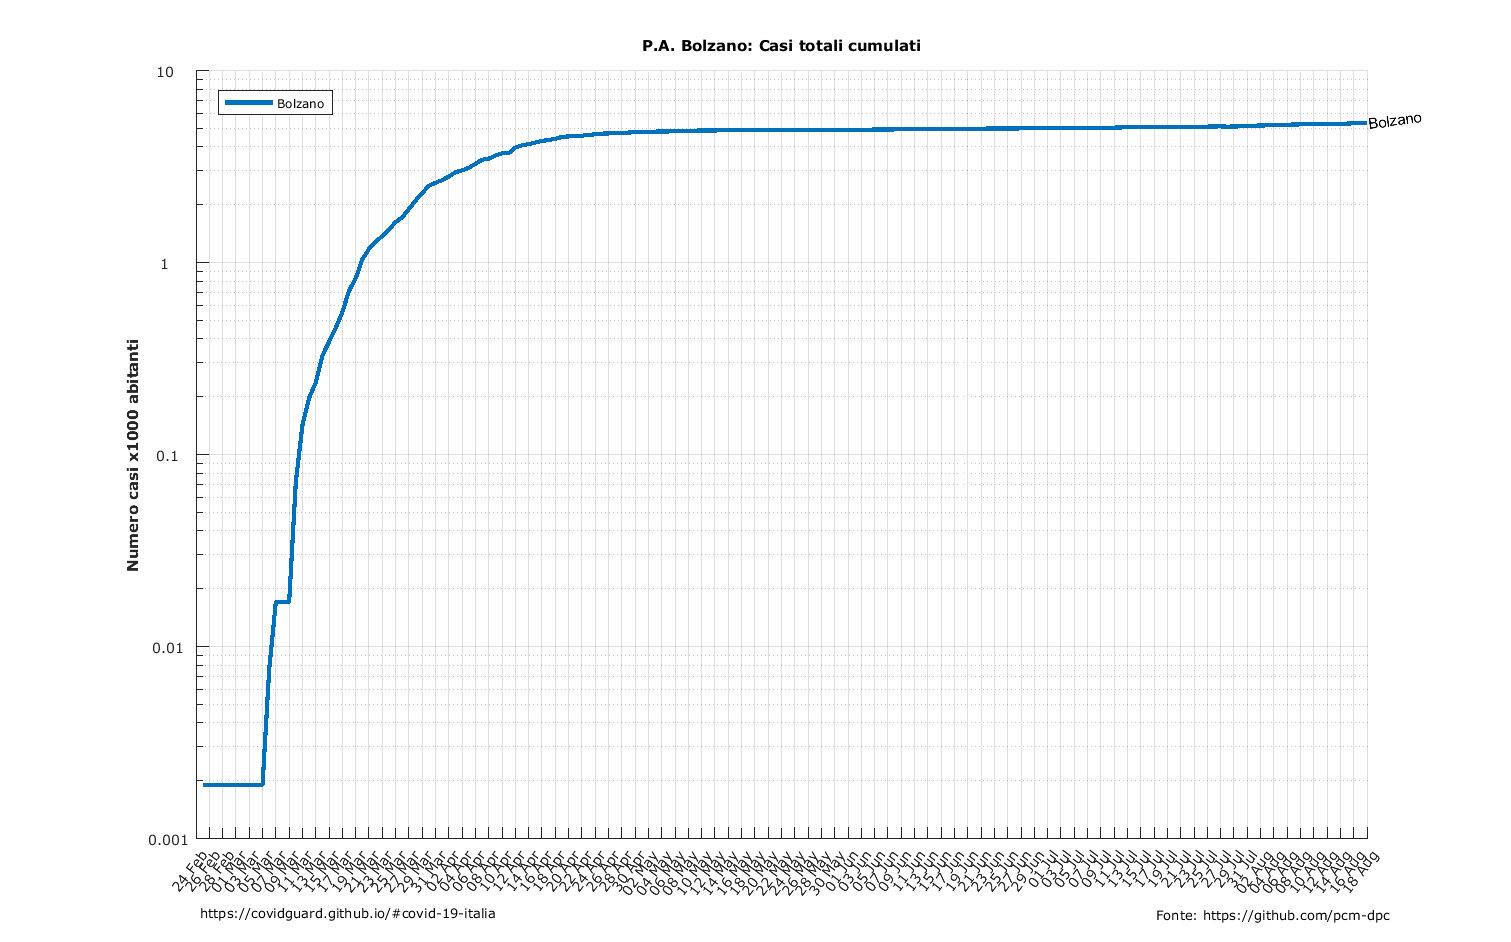 P.A. Bolzano: Casi totali cumulati
10
1
0.1
0.01
0.001
Numero casi x1000 abitanti
Bolzano
Bolzano
24 Feb
26 Feb
28 Feb
01 Mar
03 Mar
05 Mar
07 Mar
09 Mar
11 Mar
13 Mar
15 Mar
17 Mar
19 Mar
21 Mar
23 Mar
25 Mar
27 Mar
29 Mar
31 Mar
02 Apr
04 Apr
06 Apr
08 Apr
10 Apr
12 Apr
14 Apr
16 Apr
18 Apr
20 Apr
22 Apr
24 Apr
26 Apr
28 Apr
30 Apr
02 May
04 May
06 May
08 May
10 May
12 May
14 May
16 May
18 May
20 May
22 May
24 May
26 May
28 May
30 May
01 Jun
03 Jun
05 Jun
07 Jun
09 Jun
11 Jun
13 Jun
15 Jun
17 Jun
19 Jun
21 Jun
23 Jun
25 Jun
27 Jun
29 Jun
01 Jul
03 Jul
05 Jul
07 Jul
09 Jul
11 Jul
13 Jul
15 Jul
17 Jul
19 Jul
21 Jul
23 Jul
25 Jul
27 Jul
29 Jul
31 Jul
02 Aug
04 Aug
06 Aug
08 Aug
10 Aug
12 Aug
14 Aug
16 Aug
18 Aug
https://covidguard.github.io/#covid-19-italia
Fonte: https://github.com/pcm-dpc